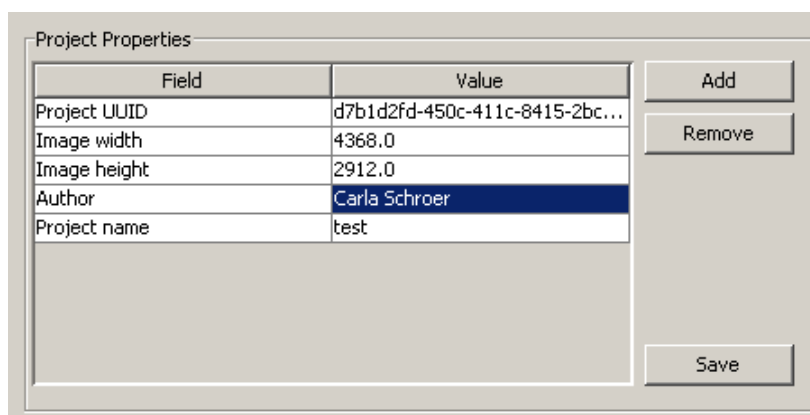 Project Properties
Field Value Add
Project UUID d7b1d2fd-450c-411c-8415-2bc...
Image width 4368.0 Remove
Image height 2912.0
Author Carla Schroer
Project name test
Save